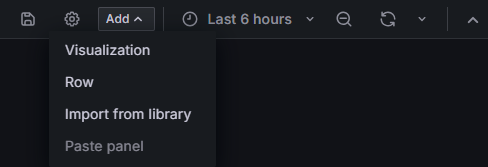 Add
Last 6 hours
Visualization
Row
Import from library
Paste panel